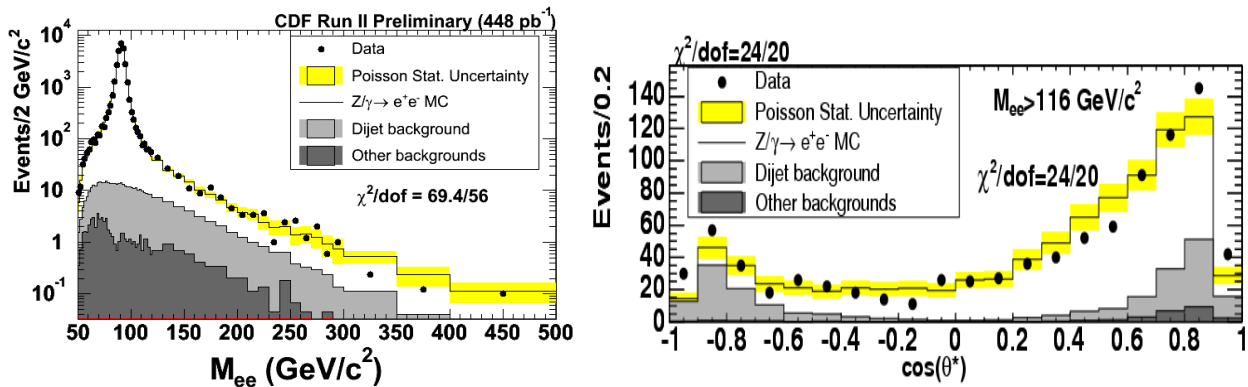 CDF Run II Preliminary (448 pb⁻¹)
Events/2 GeV/c²
10⁴
10³
10²
10
1
10⁻¹
Data
Poisson Stat. Uncertainty
Z/γ→ e⁺e⁻ MC
Dijet background
Other backgrounds
χ²/dof = 69.4/56
50 100 150 200 250 300 350 400 450 500
M_ee (GeV/c²)
χ²/dof=24/20
Events/0.2
140
120
100
80
60
40
20
0
Data
Poisson Stat. Uncertainty
Z/γ→ e⁺e⁻ MC
Dijet background
Other backgrounds
M_ee>116 GeV/c²
χ²/dof=24/20
-1 -0.8 -0.6 -0.4 -0.2 0 0.2 0.4 0.6 0.8 1
cos(θ*)